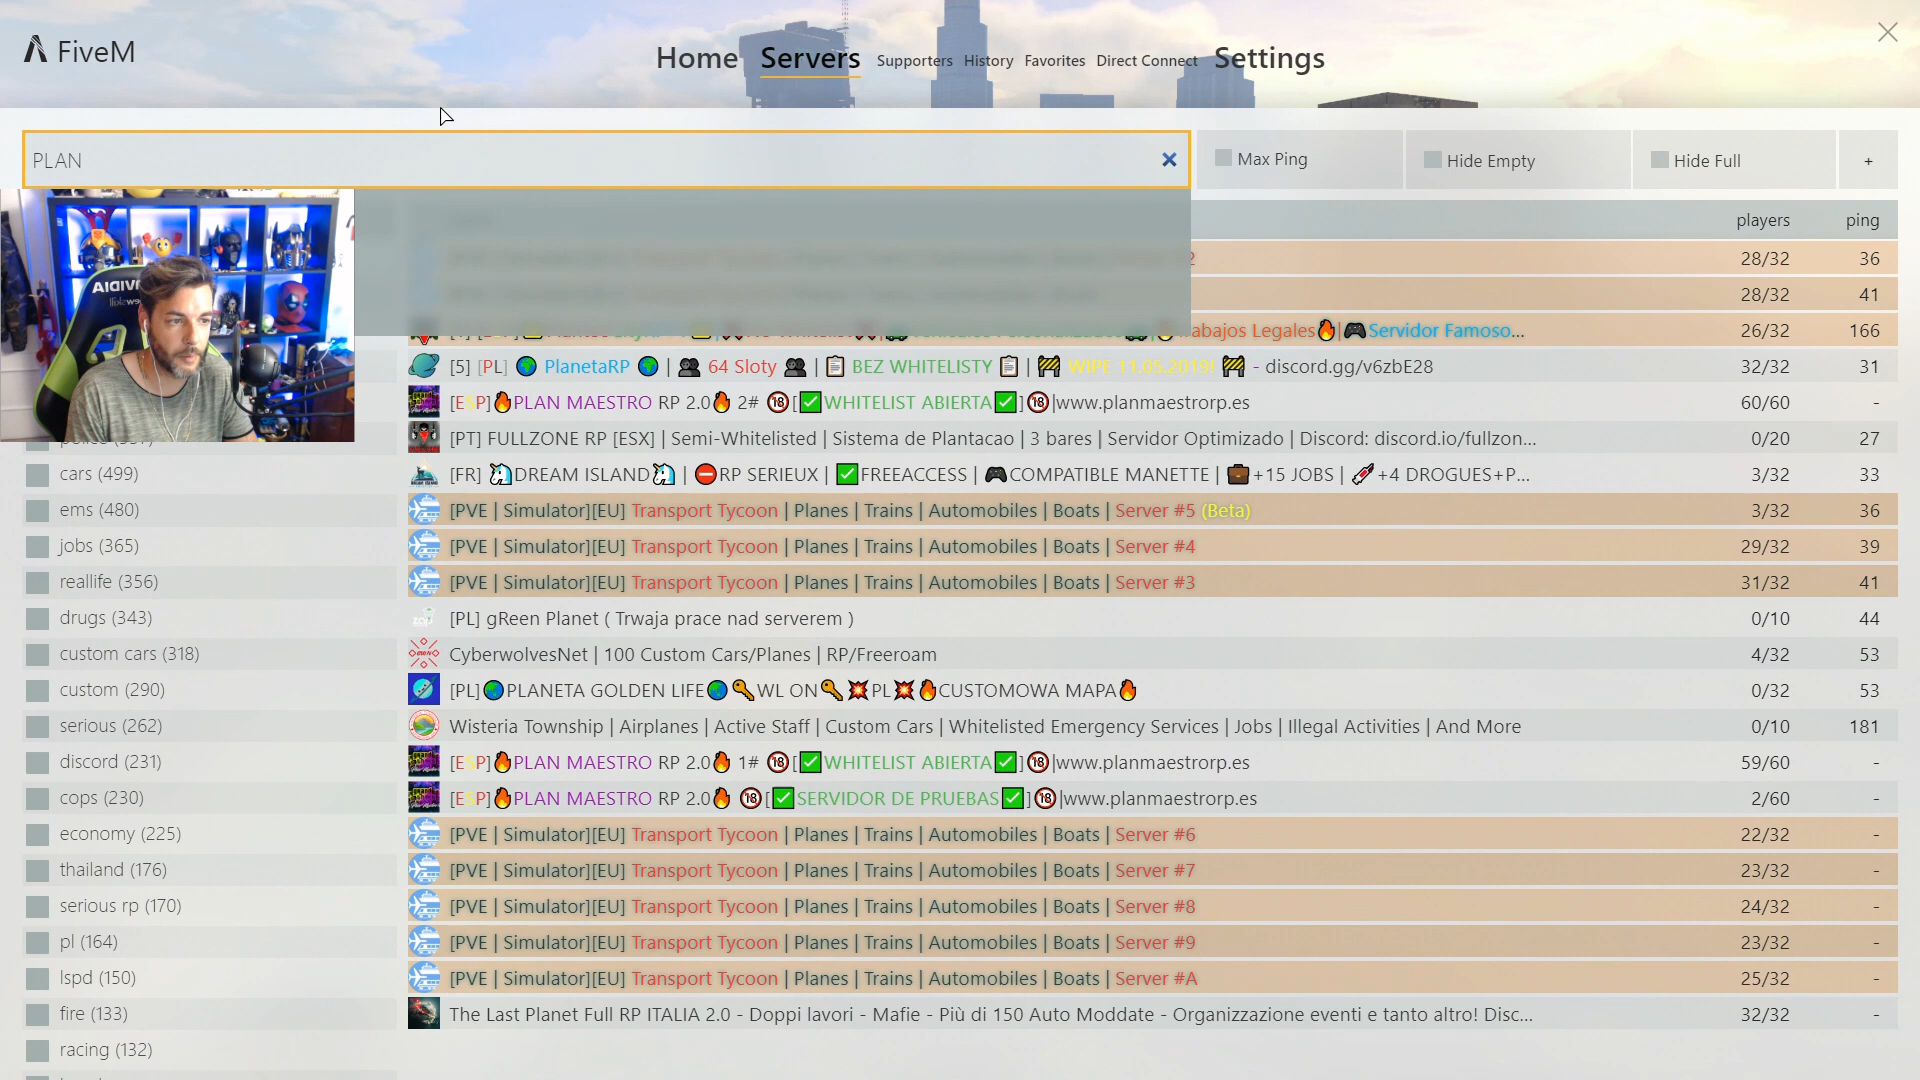 FiveM
Home Servers Supporters History Favorites Direct Connect Settings
PLAN
Max Ping
Hide Empty
Hide Full
+
players ping
28/32 36
28/32 41
abajos Legales🔥|🎮Servidor Famoso... 26/32 166
[5] [PL] 🌍 PlanetaRP 🌍 | 👥 64 Sloty 👥 | 📋 BEZ WHITELISTY 📋 | 🚧 WIPE 11.05.2019! 🚧 - discord.gg/v6zbE28 32/32 31
[ESP]🔥PLAN MAESTRO RP 2.0🔥 2# 🔞[✅WHITELIST ABIERTA✅]🔞|www.planmaestrorp.es 60/60 -
[PT] FULLZONE RP [ESX] | Semi-Whitelisted | Sistema de Plantacao | 3 bares | Servidor Optimizado | Discord: discord.io/fullzon... 0/20 27
cars (499)
[FR] 🦄DREAM ISLAND🦄 | ⛔RP SERIEUX | ✅FREEACCESS | 🎮COMPATIBLE MANETTE | 💼+15 JOBS | 💉+4 DROGUES+P... 3/32 33
ems (480)
[PVE | Simulator][EU] Transport Tycoon | Planes | Trains | Automobiles | Boats | Server #5 (Beta) 3/32 36
jobs (365)
[PVE | Simulator][EU] Transport Tycoon | Planes | Trains | Automobiles | Boats | Server #4 29/32 39
reallife (356)
[PVE | Simulator][EU] Transport Tycoon | Planes | Trains | Automobiles | Boats | Server #3 31/32 41
drugs (343)
[PL] gReen Planet ( Trwaja prace nad serverem ) 0/10 44
custom cars (318)
CyberwolvesNet | 100 Custom Cars/Planes | RP/Freeroam 4/32 53
custom (290)
[PL]🌏PLANETA GOLDEN LIFE🌏🔑WL ON🔑💥PL💥🔥CUSTOMOWA MAPA🔥 0/32 53
serious (262)
Wisteria Township | Airplanes | Active Staff | Custom Cars | Whitelisted Emergency Services | Jobs | Illegal Activities | And More 0/10 181
discord (231)
[ESP]🔥PLAN MAESTRO RP 2.0🔥 1# 🔞[✅WHITELIST ABIERTA✅]🔞|www.planmaestrorp.es 59/60 -
cops (230)
[ESP]🔥PLAN MAESTRO RP 2.0🔥 🔞[✅SERVIDOR DE PRUEBAS✅]🔞|www.planmaestrorp.es 2/60 -
economy (225)
[PVE | Simulator][EU] Transport Tycoon | Planes | Trains | Automobiles | Boats | Server #6 22/32 -
thailand (176)
[PVE | Simulator][EU] Transport Tycoon | Planes | Trains | Automobiles | Boats | Server #7 23/32 -
serious rp (170)
[PVE | Simulator][EU] Transport Tycoon | Planes | Trains | Automobiles | Boats | Server #8 24/32 -
pl (164)
[PVE | Simulator][EU] Transport Tycoon | Planes | Trains | Automobiles | Boats | Server #9 23/32 -
lspd (150)
[PVE | Simulator][EU] Transport Tycoon | Planes | Trains | Automobiles | Boats | Server #A 25/32 -
fire (133)
The Last Planet Full RP ITALIA 2.0 - Doppi lavori - Mafie - Più di 150 Auto Moddate - Organizzazione eventi e tanto altro! Disc... 32/32 -
racing (132)